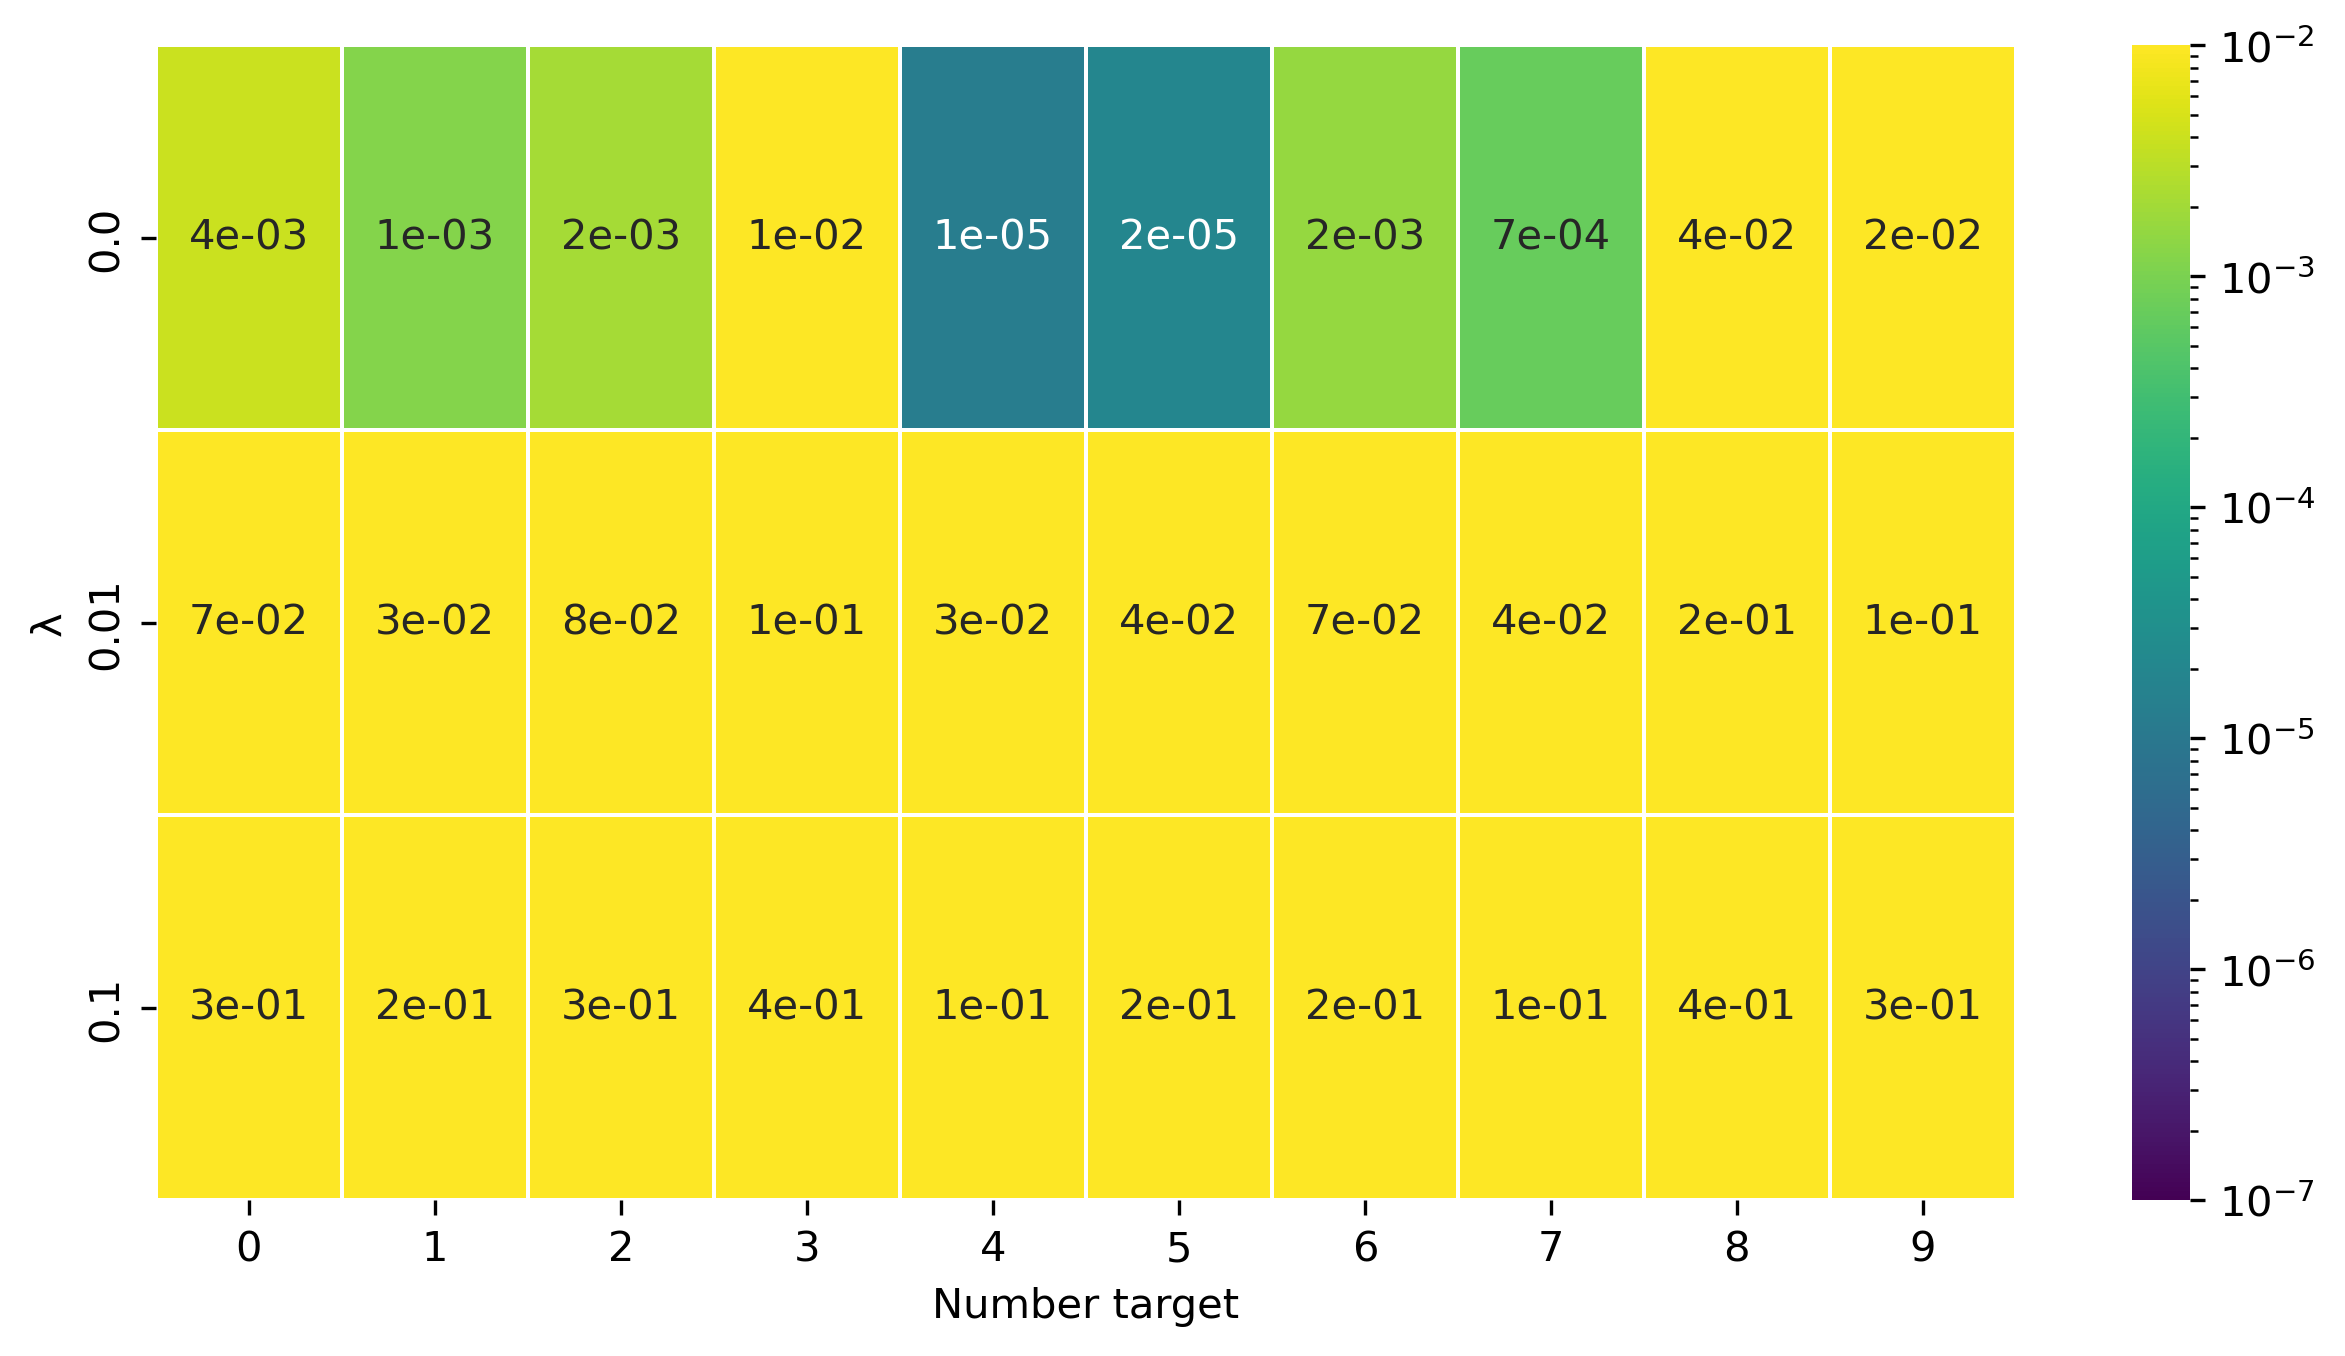 0.0 4e-03 1e-03 2e-03 1e-02 1e-05 2e-05 2e-03 7e-04 4e-02 2e-02
0.01 7e-02 3e-02 8e-02 1e-01 3e-02 4e-02 7e-02 4e-02 2e-01 1e-01
0.1 3e-01 2e-01 3e-01 4e-01 1e-01 2e-01 2e-01 1e-01 4e-01 3e-01
λ
0 1 2 3 4 5 6 7 8 9
Number target
10⁻²
10⁻³
10⁻⁴
10⁻⁵
10⁻⁶
10⁻⁷